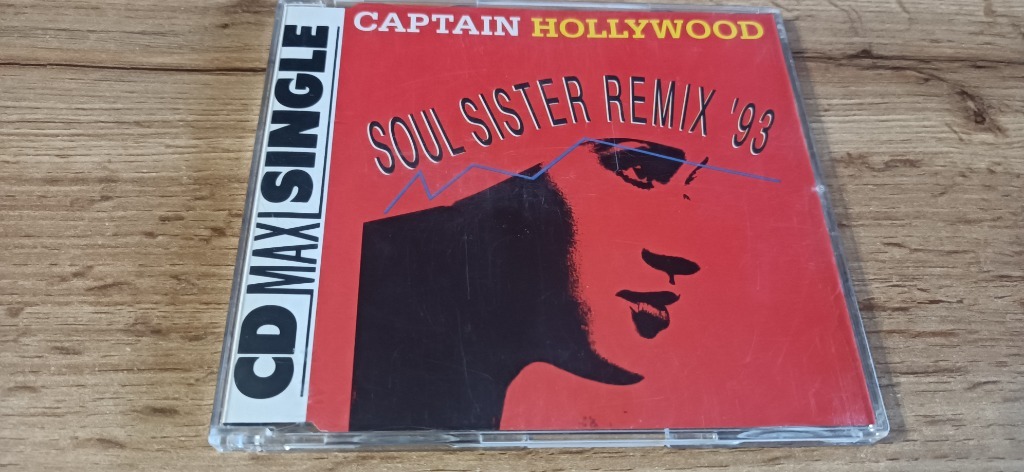 CAPTAIN HOLLYWOOD
SOUL SISTER REMIX '93
CD MAXI SINGLE